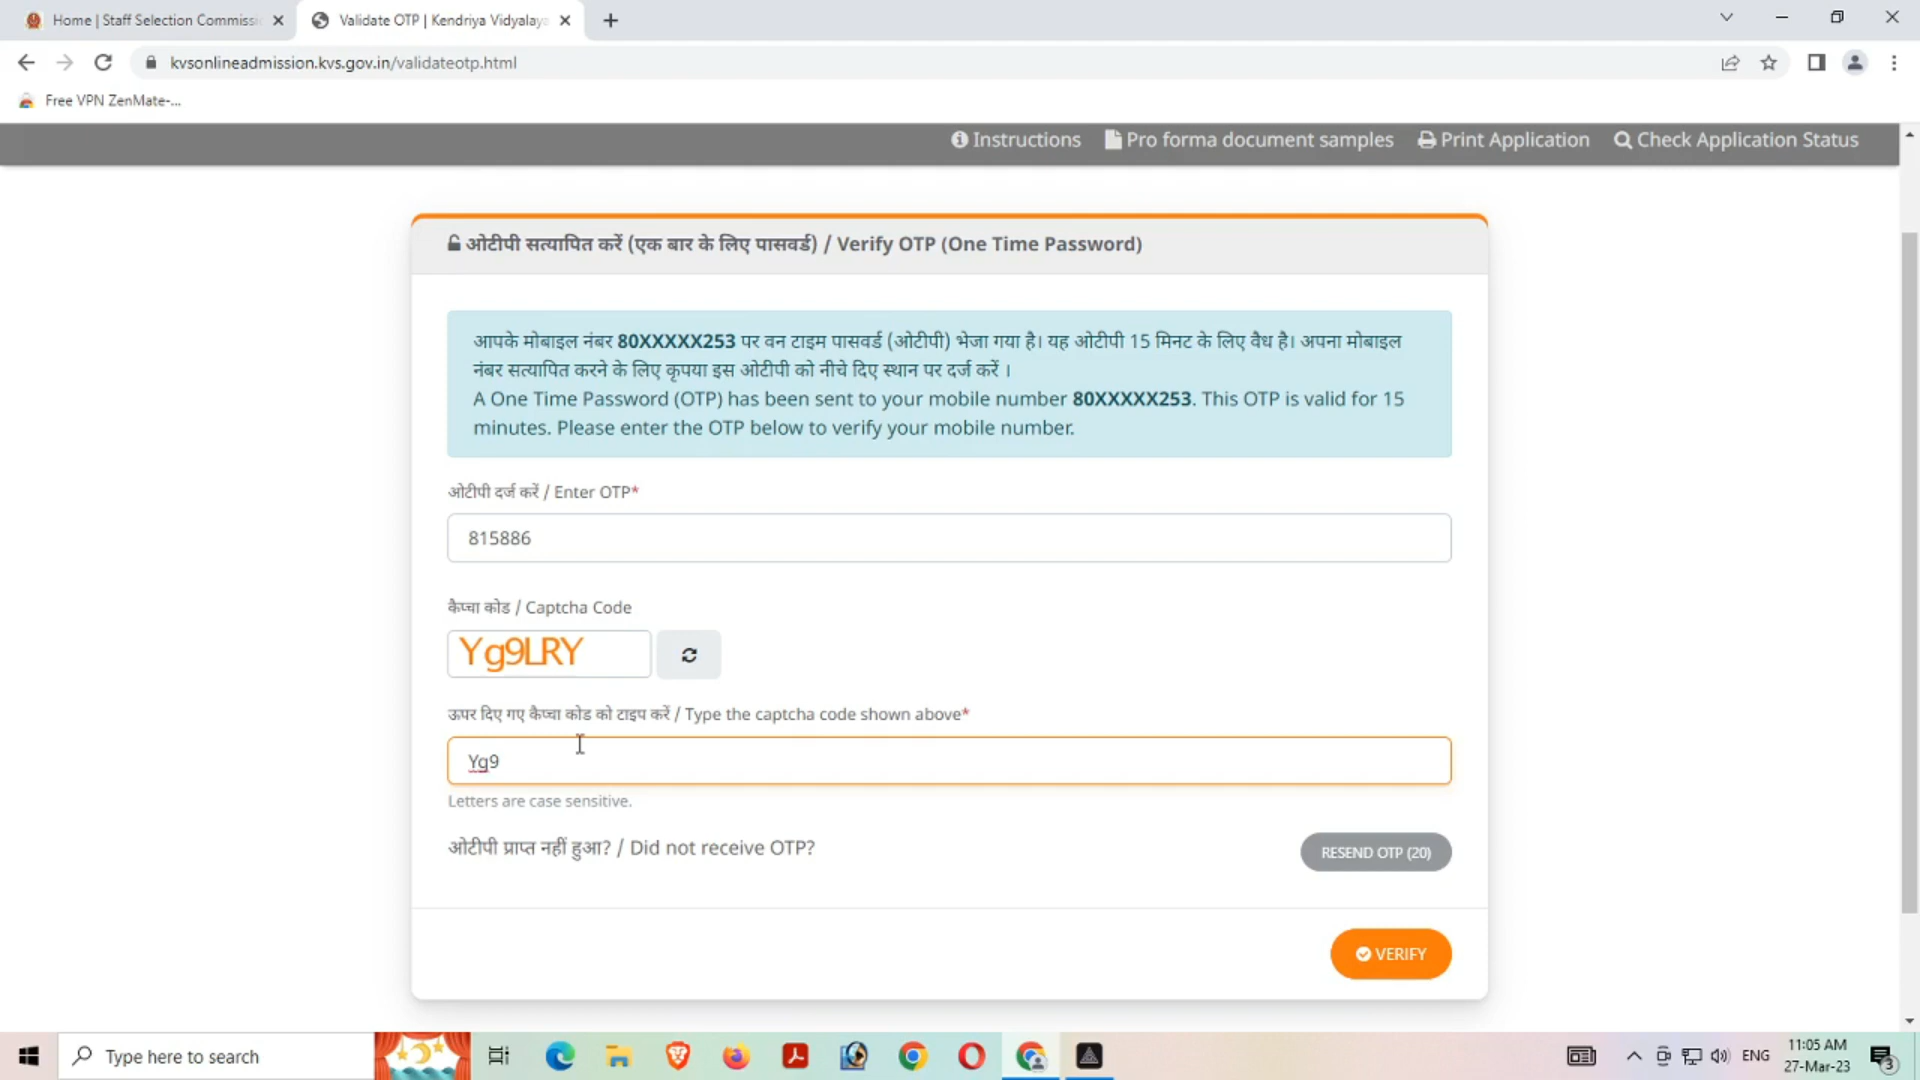 Home | Staff Selection Commissi
Validate OTP | Kendriya Vidyalaya
kvsonlineadmission.kvs.gov.in/validateotp.html
Free VPN ZenMate-...
Instructions Pro forma document samples Print Application Check Application Status
ओटीपी सत्यापित करें (एक बार के लिए पासवर्ड) / Verify OTP (One Time Password)
आपके मोबाइल नंबर 80XXXXX253 पर वन टाइम पासवर्ड (ओटीपी) भेजा गया है। यह ओटीपी 15 मिनट के लिए वैध है। अपना मोबाइल
नंबर सत्यापित करने के लिए कृपया इस ओटीपी को नीचे दिए स्थान पर दर्ज करें ।
A One Time Password (OTP) has been sent to your mobile number 80XXXXX253. This OTP is valid for 15
minutes. Please enter the OTP below to verify your mobile number.
ओटीपी दर्ज करें / Enter OTP*
815886
कैप्चा कोड / Captcha Code
Yg9LRY
ऊपर दिए गए कैप्चा कोड को टाइप करें / Type the captcha code shown above*
Yg9
Letters are case sensitive.
ओटीपी प्राप्त नहीं हुआ? / Did not receive OTP?
RESEND OTP (20)
VERIFY
Type here to search
ENG
11:05 AM
27-Mar-23
3